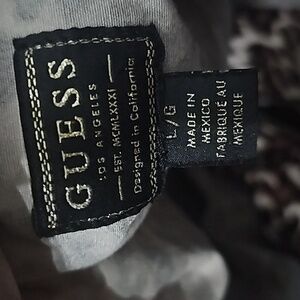 GUESS
LOS ANGELES
EST. MCMLXXXI
Designed in California
L/G
MADE IN
MEXICO
FABRIQUÉ AU
MEXIQUE